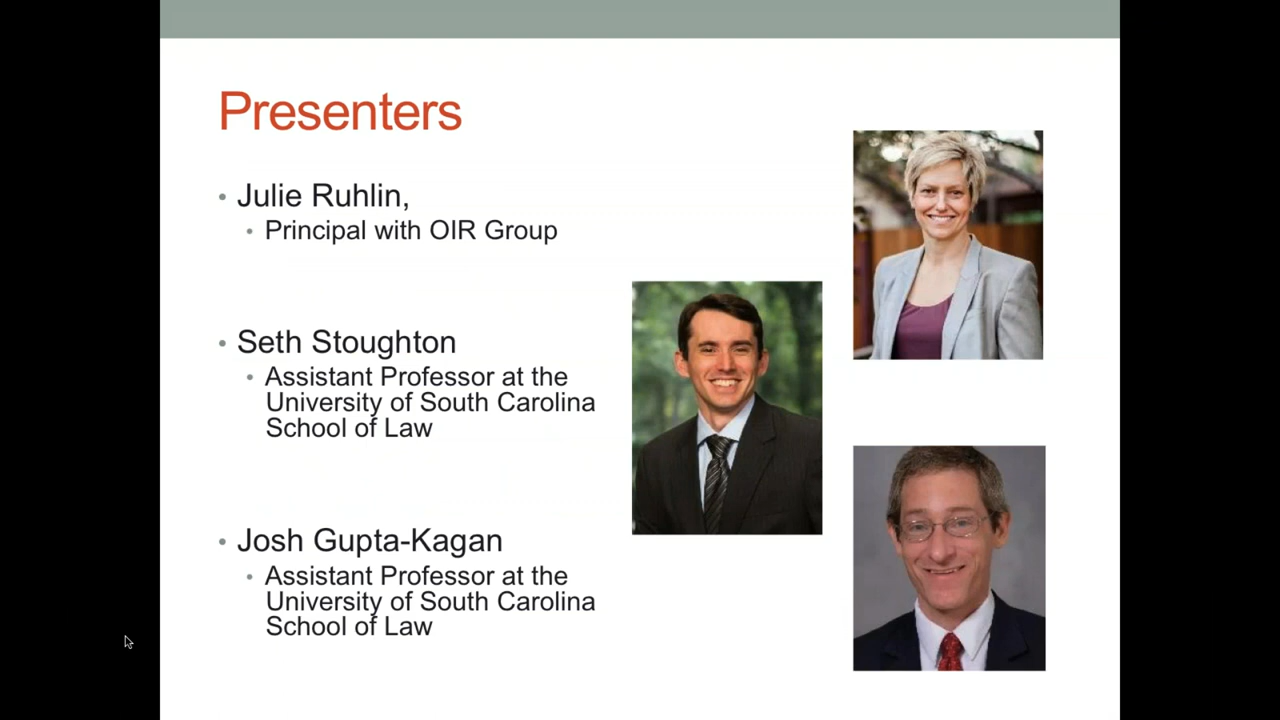 Presenters
• Julie Ruhlin,
• Principal with OIR Group
• Seth Stoughton
• Assistant Professor at the
University of South Carolina
School of Law
• Josh Gupta-Kagan
• Assistant Professor at the
University of South Carolina
School of Law